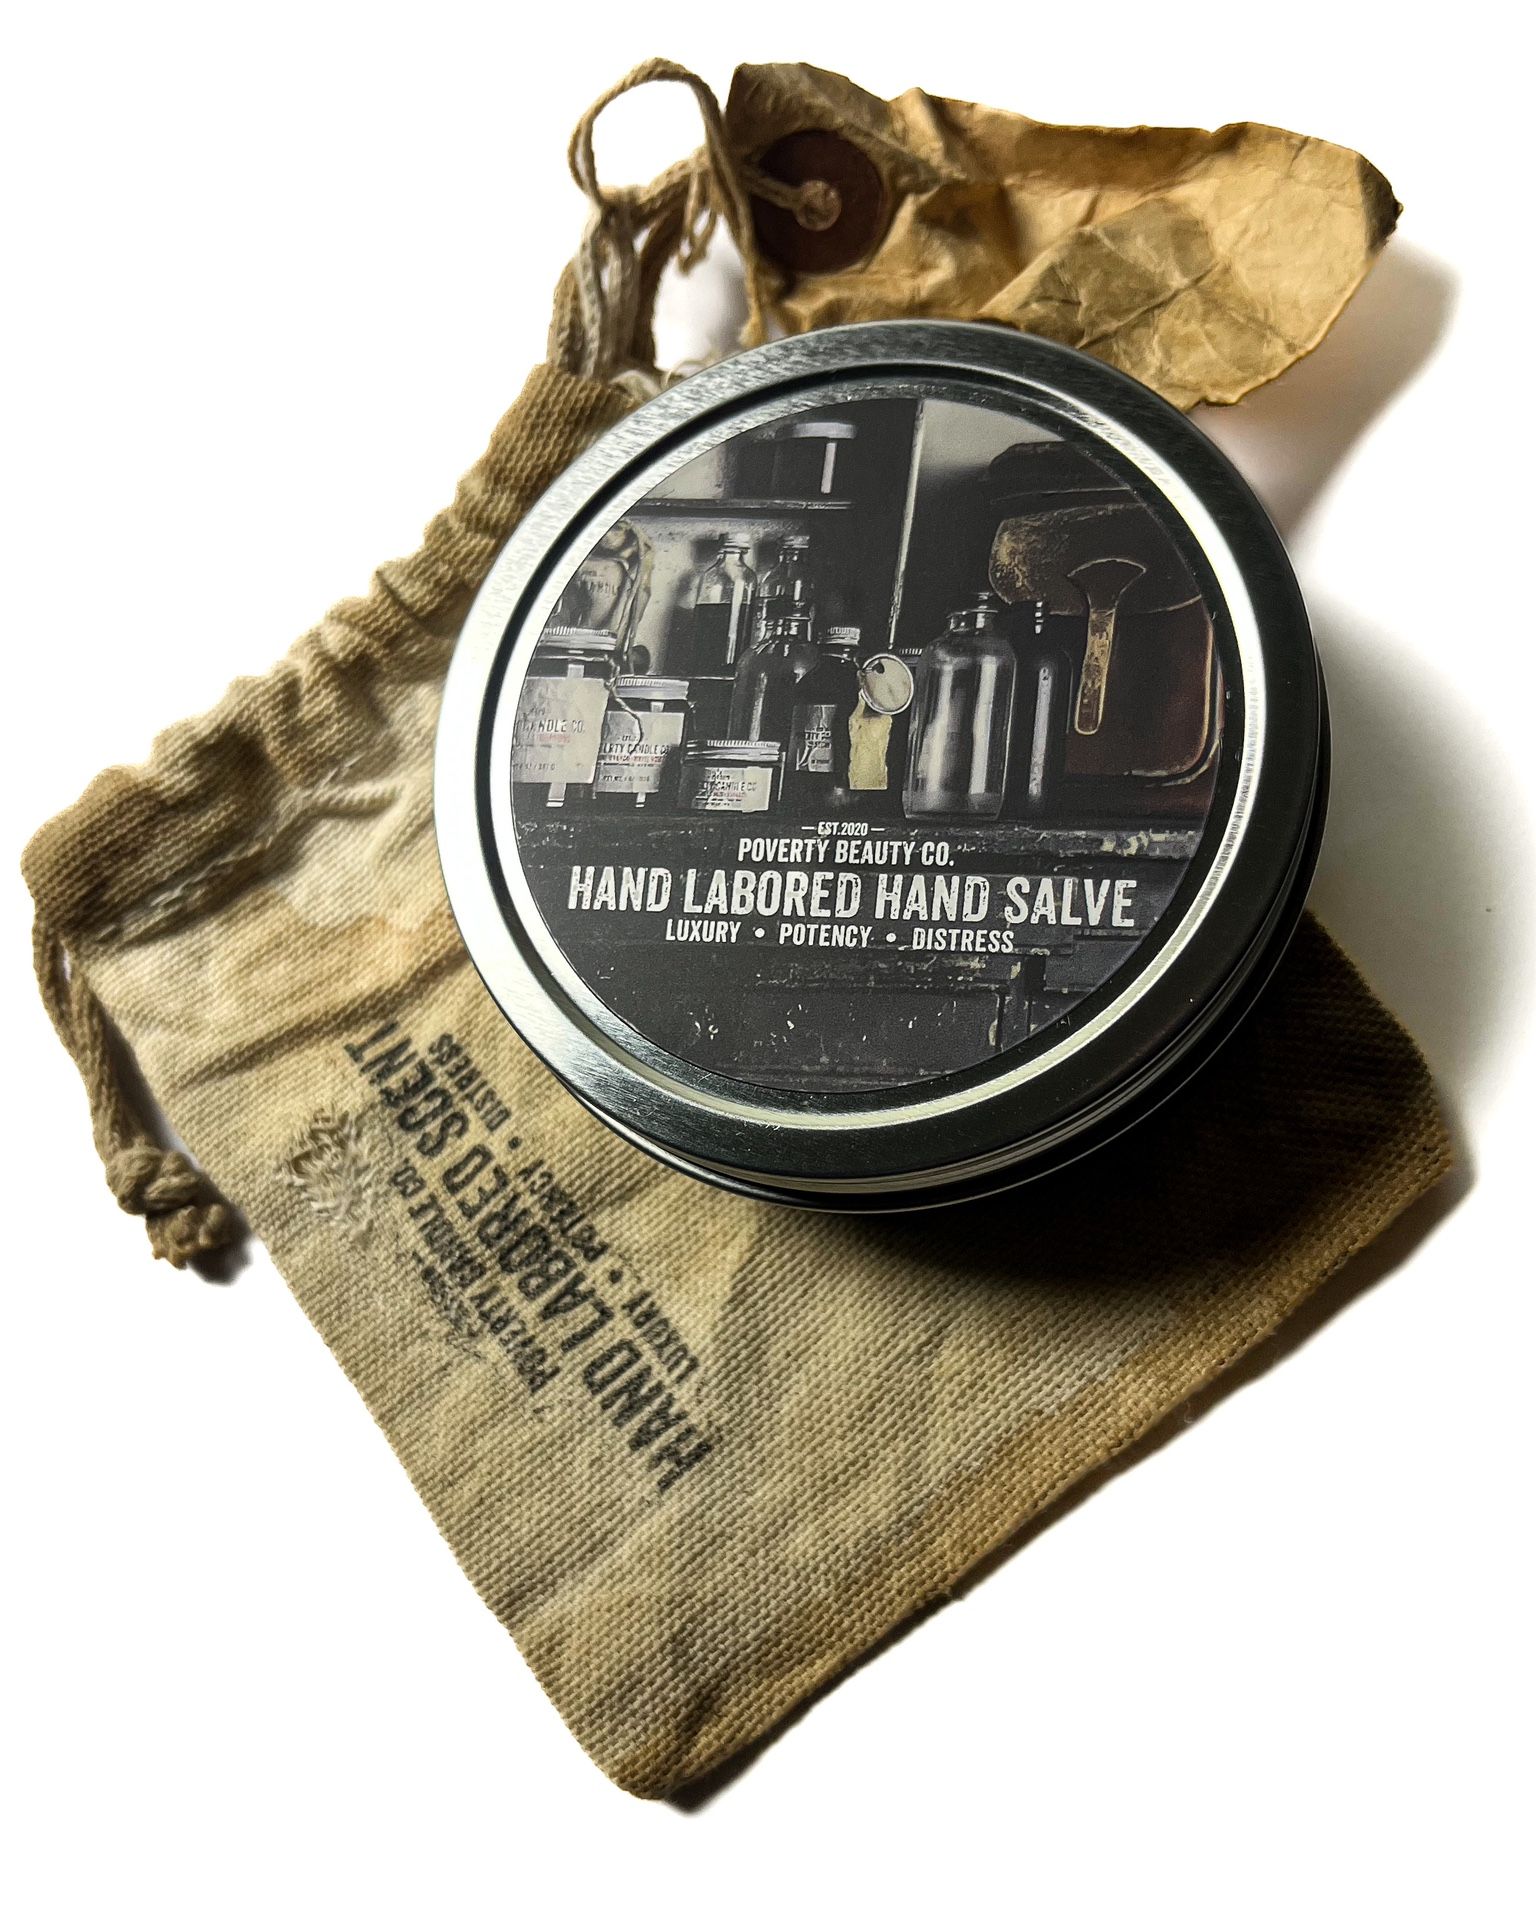 EST.2020
POVERTY BEAUTY CO.
HAND LABORED HAND SALVE
LUXURY • POTENCY • DISTRESS
POVERTY CANDLE CO.
HAND LABORED SCENT
LUXURY • POTENCY • DISTRESS